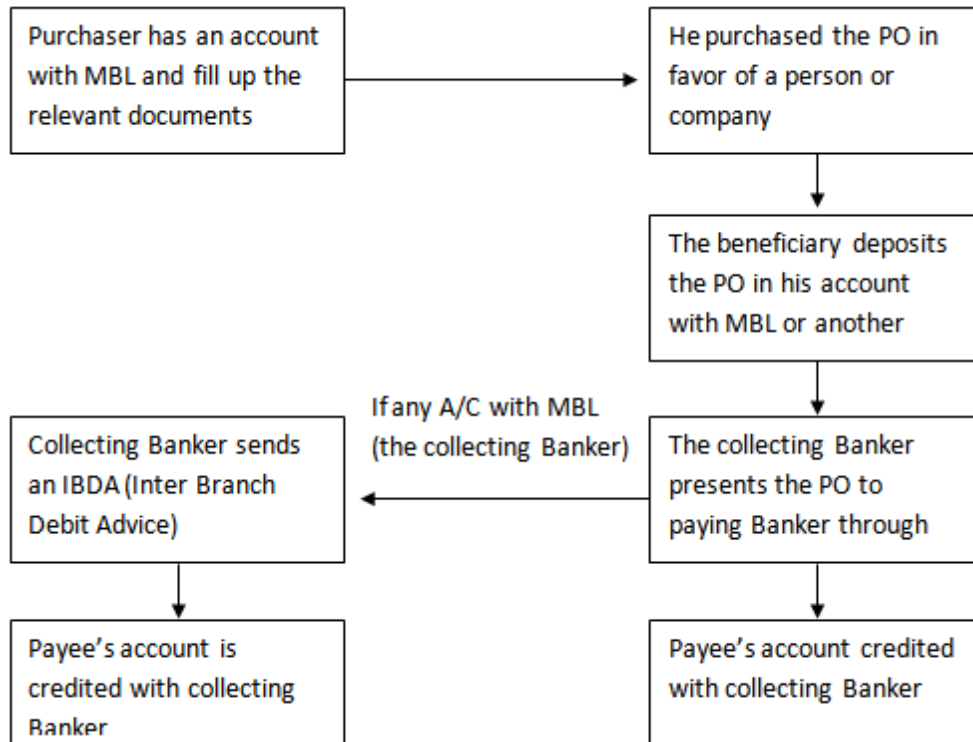 Purchaser has an account
with MBL and fill up the
relevant documents
He purchased the PO in
favor of a person or
company
The beneficiary deposits
the PO in his account
with MBL or another
If any A/C with MBL
(the collecting Banker)
The collecting Banker
presents the PO to
paying Banker through
Collecting Banker sends
an IBDA (Inter Branch
Debit Advice)
Payee's account is
credited with collecting
Banker
Payee's account credited
with collecting Banker